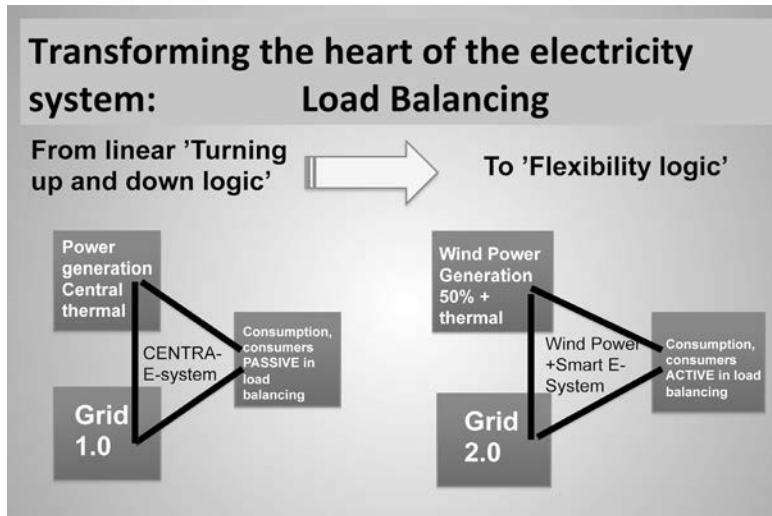 Transforming the heart of the electricity
system: Load Balancing
From linear ’Turning
up and down logic’
To ’Flexibility logic’
Power
generation
Central
thermal
CENTRA-
E-system
Consumption,
consumers
PASSIVE in
load
balancing
Grid
1.0
Wind Power
Generation
50% +
thermal
Wind Power
+Smart E-
System
Consumption,
consumers
ACTIVE in load
balancing
Grid
2.0